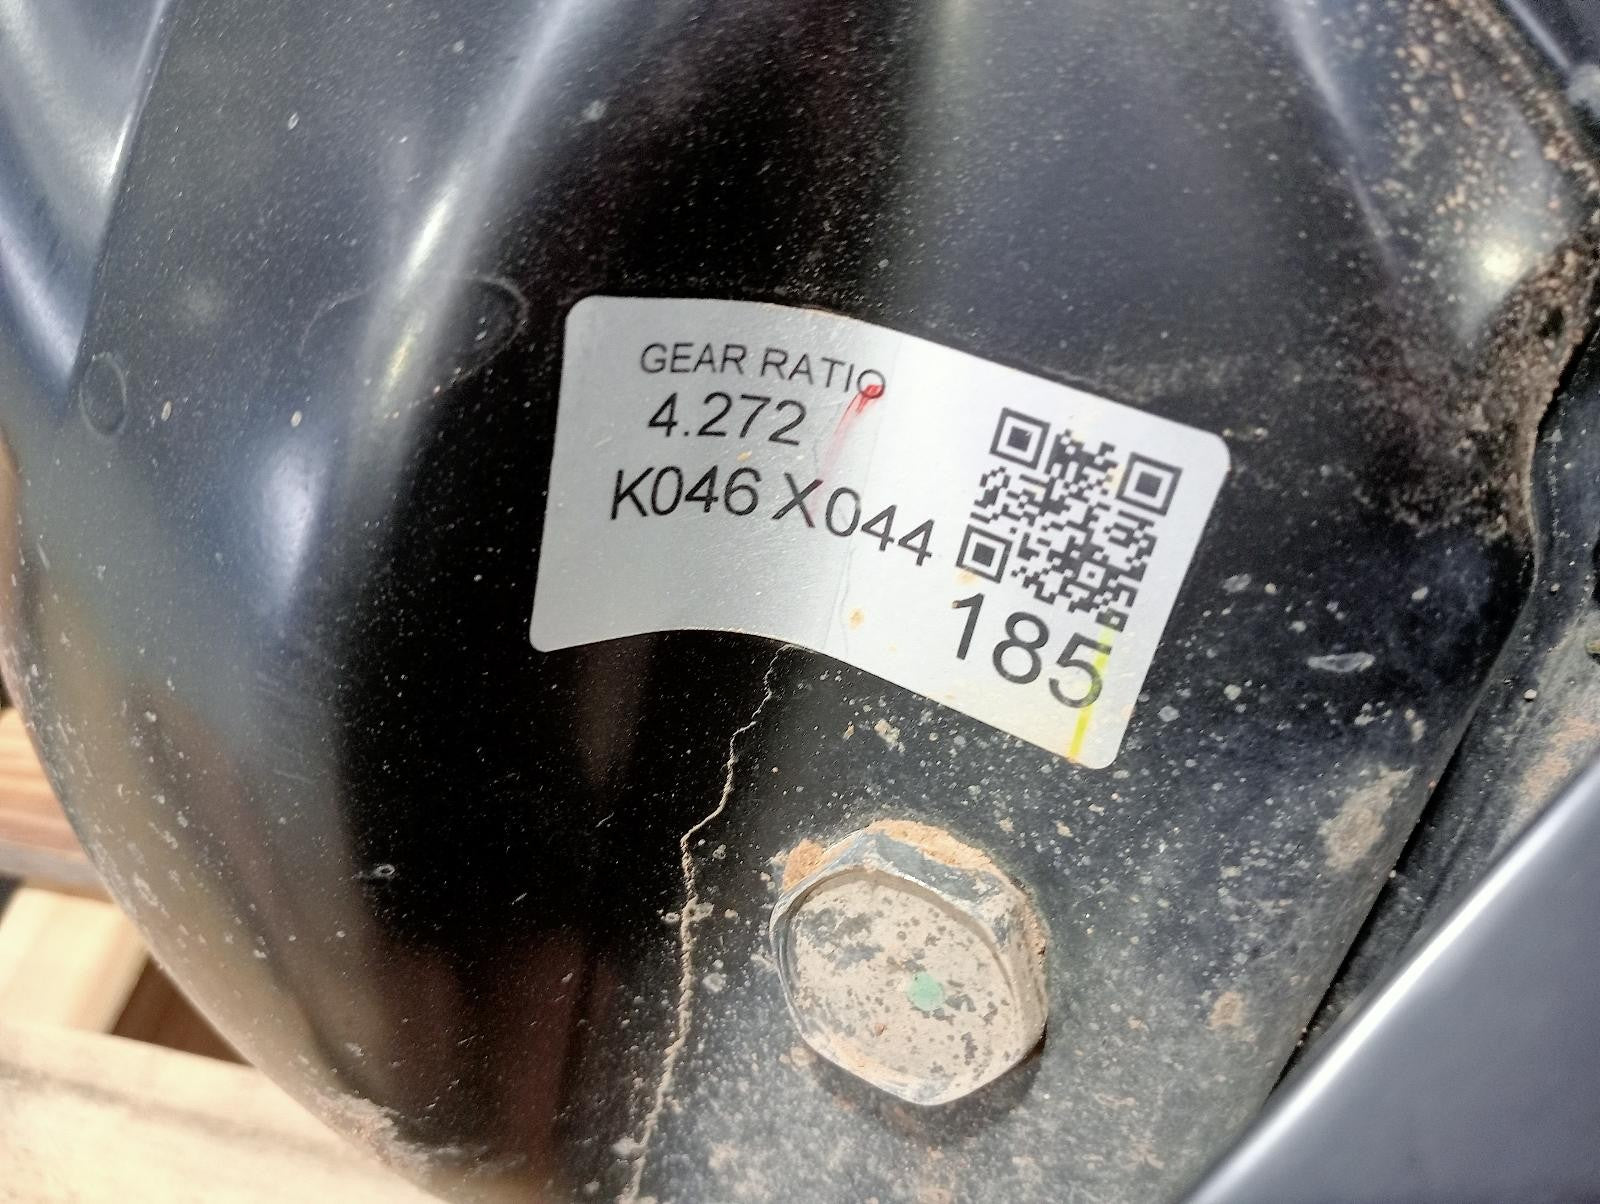 GEAR RATIO
4.272
K046 X044
185